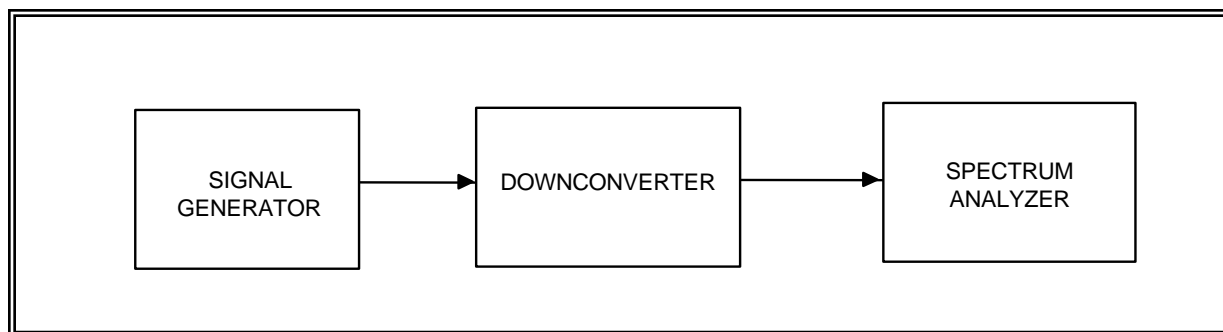 SIGNAL
GENERATOR
DOWNCONVERTER
SPECTRUM
ANALYZER